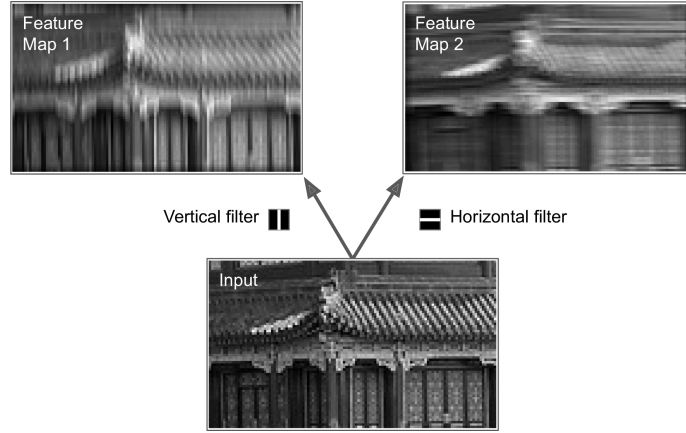 Feature
Map 1
Feature
Map 2
Vertical filter
Horizontal filter
Input